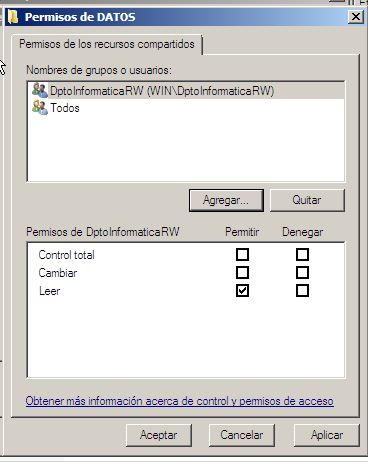 Permisos de DATOS
Permisos de los recursos compartidos
Nombres de grupos o usuarios:
DptoInformaticaRW (WIN\DptoInformaticaRW)
Todos
Agregar... Quitar
Permisos de DptoInformaticaRW Permitir Denegar
Control total
Cambiar
Leer
Obtener más información acerca de control y permisos de acceso
Aceptar Cancelar Aplicar